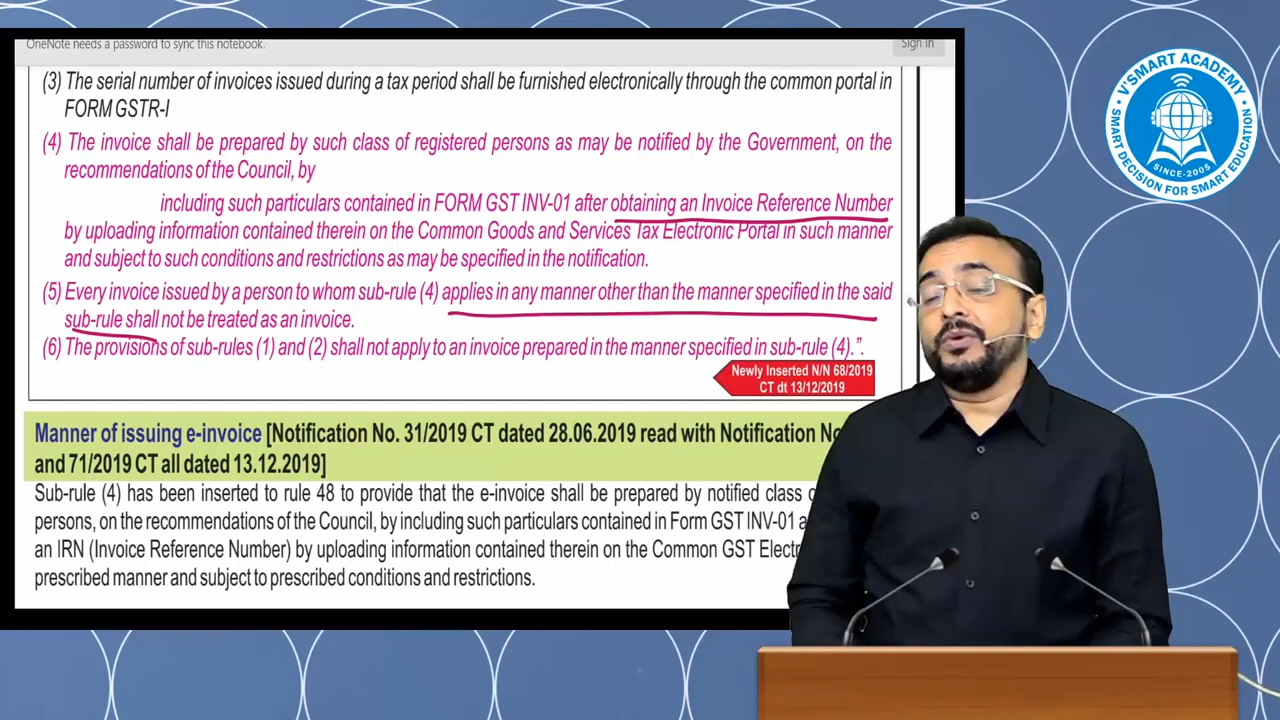 OneNote needs a password to sync this notebook.
Sign in
(3) The serial number of invoices issued during a tax period shall be furnished electronically through the common portal in
FORM GSTR-I
(4) The invoice shall be prepared by such class of registered persons as may be notified by the Government, on the
recommendations of the Council, by
including such particulars contained in FORM GST INV-01 after obtaining an Invoice Reference Number
by uploading information contained therein on the Common Goods and Services Tax Electronic Portal in such manner
and subject to such conditions and restrictions as may be specified in the notification.
(5) Every invoice issued by a person to whom sub-rule (4) applies in any manner other than the manner specified in the said
sub-rule shall not be treated as an invoice.
(6) The provisions of sub-rules (1) and (2) shall not apply to an invoice prepared in the manner specified in sub-rule (4).”.
Newly Inserted N/N 68/2019
CT dt 13/12/2019
Manner of issuing e-invoice [Notification No. 31/2019 CT dated 28.06.2019 read with Notification
and 71/2019 CT all dated 13.12.2019]
Sub-rule (4) has been inserted to rule 48 to provide that the e-invoice shall be prepared by notified class
persons, on the recommendations of the Council, by including such particulars contained in Form GST INV-01
an IRN (Invoice Reference Number) by uploading information contained therein on the Common GST
prescribed manner and subject to prescribed conditions and restrictions.
V'SMART ACADEMY
SINCE-2005
SMART DECISION FOR SMART EDUCATION